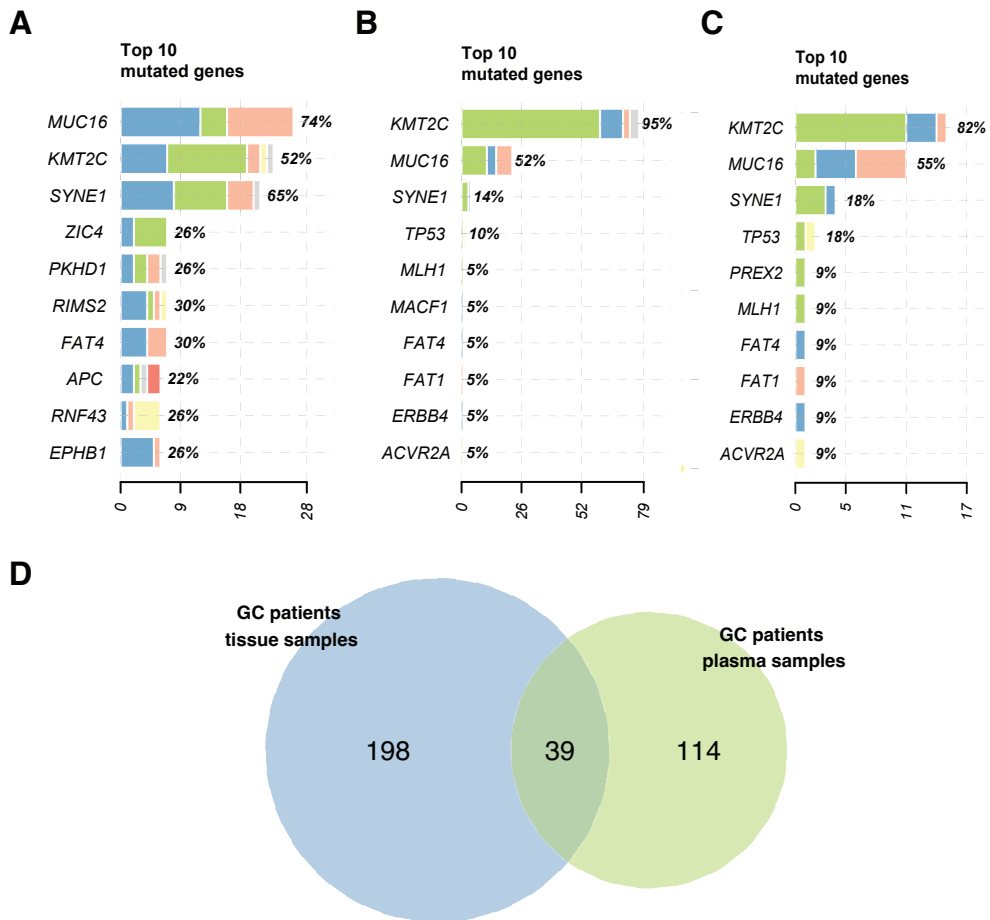 A
Top 10
mutated genes
MUC16 74%
KMT2C 52%
SYNE1 65%
ZIC4 26%
PKHD1 26%
RIMS2 30%
FAT4 30%
APC 22%
RNF43 26%
EPHB1 26%
0 9 18 28
B
Top 10
mutated genes
KMT2C 95%
MUC16 52%
SYNE1 14%
TP53 10%
MLH1 5%
MACF1 5%
FAT4 5%
FAT1 5%
ERBB4 5%
ACVR2A 5%
0 26 52 79
C
Top 10
mutated genes
KMT2C 82%
MUC16 55%
SYNE1 18%
TP53 18%
PREX2 9%
MLH1 9%
FAT4 9%
FAT1 9%
ERBB4 9%
ACVR2A 9%
0 5 11 17
D
GC patients
tissue samples
GC patients
plasma samples
198 39 114